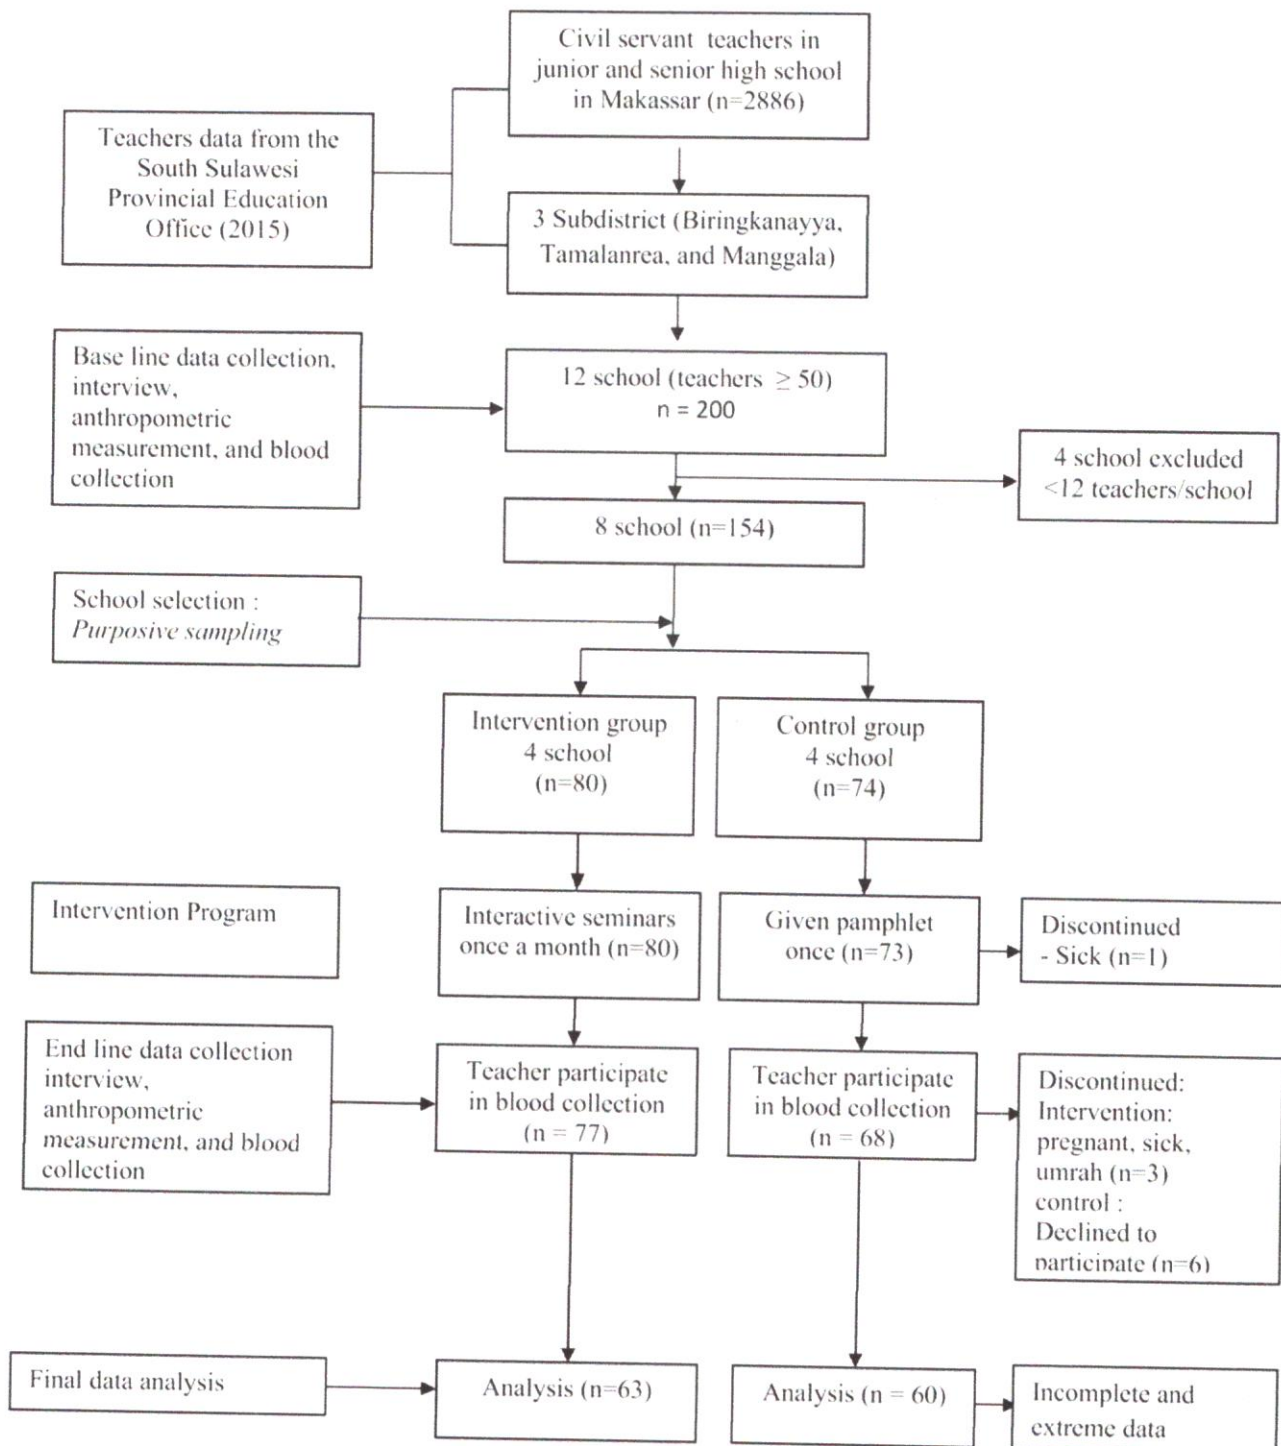 Civil servant teachers in
junior and senior high school
in Makassar (n=2886)
Teachers data from the
South Sulawesi
Provincial Education
Office (2015)
3 Subdistrict (Biringkanayya,
Tamalanrea, and Manggala)
Base line data collection,
interview,
anthropometric
measurement, and blood
collection
12 school (teachers ≥ 50)
n = 200
4 school excluded
<12 teachers/school
8 school (n=154)
School selection :
Purposive sampling
Intervention group
4 school
(n=80)
Control group
4 school
(n=74)
Intervention Program
Interactive seminars
once a month (n=80)
Given pamphlet
once (n=73)
Discontinued
- Sick (n=1)
End line data collection
interview,
anthropometric
measurement, and blood
collection
Teacher participate
in blood collection
(n = 77)
Teacher participate
in blood collection
(n = 68)
Discontinued:
Intervention:
pregnant, sick,
umrah (n=3)
control :
Declined to
participate (n=6)
Final data analysis
Analysis (n=63)
Analysis (n = 60)
Incomplete and
extreme data